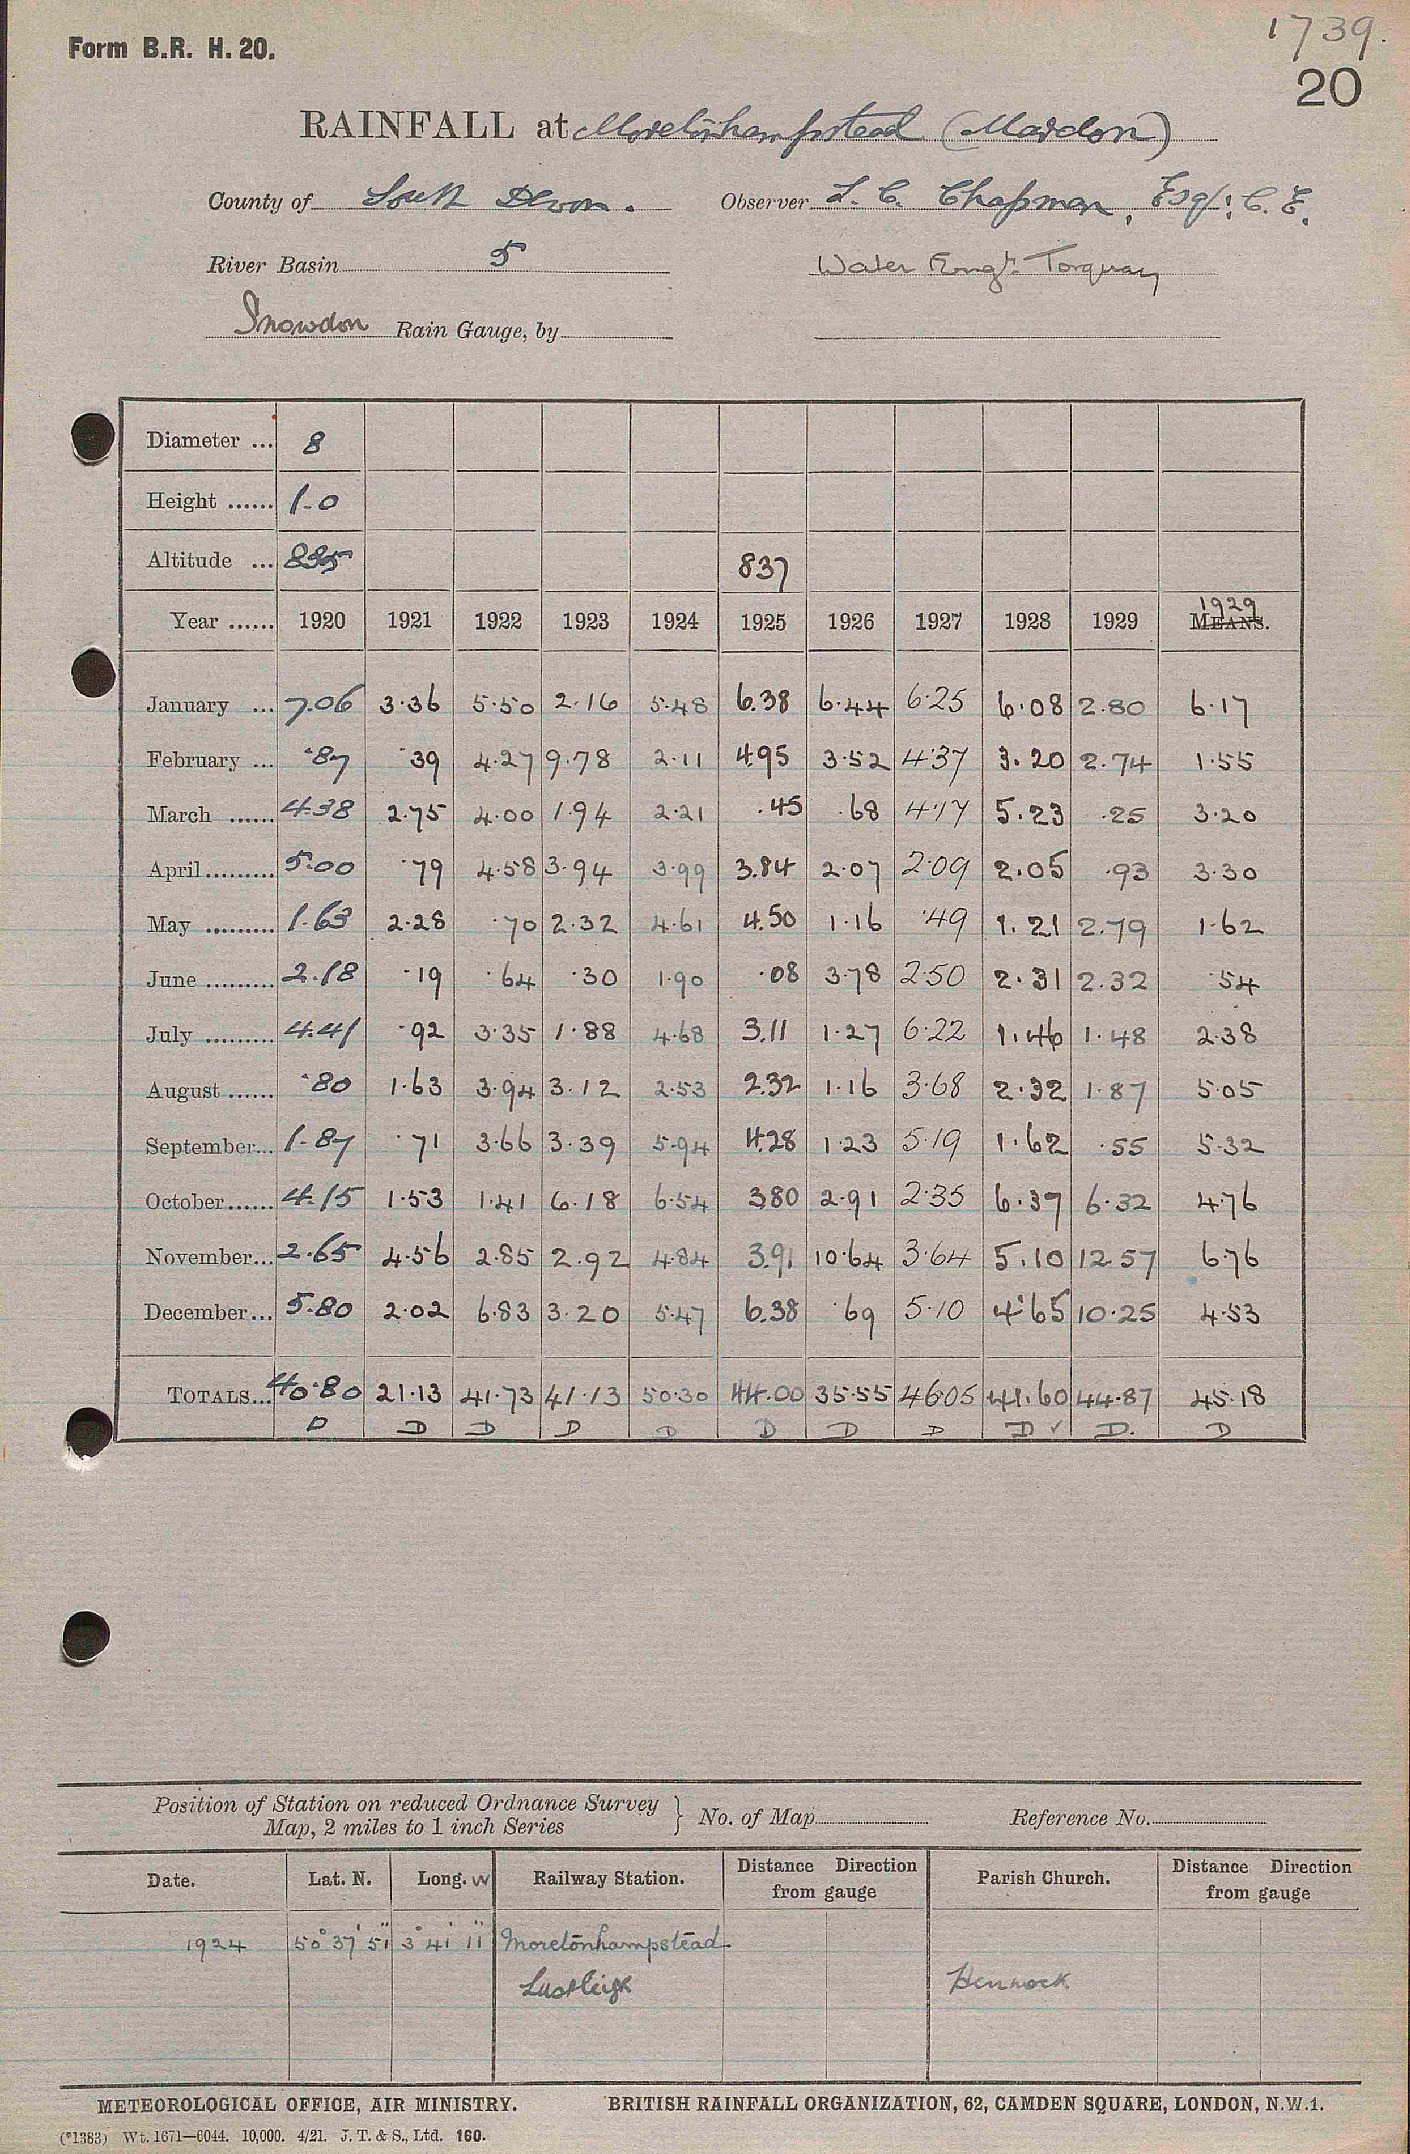 Form B.R. H. 20.
1739.
20
RAINFALL at Moretonhampstead (Mardon)
County of South Devon. Observer S. C. Chapman, Esq: C. E.
River Basin 5 Water Engr. Torquay
Snowdon Rain Gauge, by
Diameter ... 8
Height ...... 1-0
Altitude ... 835 837
Year ...... 1920 1921 1922 1923 1924 1925 1926 1927 1928 1929 MEANS. 1929
January ... 7.06 3.36 5.50 2.16 5.48 6.38 6.44 6.25 6.08 2.80 6.17
February ... .87 .39 4.27 9.78 2.11 4.95 3.52 4.37 3.20 2.74 1.55
March ...... 4.38 2.75 4.00 1.94 2.21 .45 .68 4.17 5.23 .25 3.20
April ......... 5.00 .79 4.58 3.94 3.99 3.84 2.07 2.09 2.05 .93 3.30
May ......... 1.63 2.28 .70 2.32 4.61 4.50 1.16 .49 1.21 2.79 1.62
June ......... 2.18 .19 .64 .30 1.90 .08 3.78 2.50 2.31 2.32 .54
July ......... 4.41 .92 3.35 1.88 4.68 3.11 1.27 6.22 1.46 1.48 2.38
August ...... .80 1.63 3.94 3.12 2.53 2.32 1.16 3.68 2.32 1.87 5.05
September... 1.87 .71 3.66 3.39 5.94 4.28 1.23 5.19 1.62 .55 5.32
October...... 4.15 1.53 1.41 6.18 6.54 3.80 2.91 2.35 6.37 6.32 4.76
November... 2.65 4.56 2.85 2.92 4.84 3.91 10.64 3.64 5.10 12.57 6.76
December... 5.80 2.02 6.83 3.20 5.47 6.38 .69 5.10 4.65 10.25 4.53
TOTALS... 40.80 21.13 41.73 41.13 50.30 44.00 35.55 46.05 41.60 44.87 45.18
D D D D D D D D D ✓ D. D
Position of Station on reduced Ordnance Survey
Map, 2 miles to 1 inch Series } No. of Map Reference No.
Date. Lat. N. Long. W Railway Station. Distance Direction from gauge Parish Church. Distance Direction from gauge
1924 50° 37' 51" 3° 41' 11" Moretonhampstead
Lustleigh Hennock
METEOROLOGICAL OFFICE, AIR MINISTRY. BRITISH RAINFALL ORGANIZATION, 62, CAMDEN SQUARE, LONDON, N.W.1.
(*1383) Wt. 1671—6044. 10,000. 4/21. J. T. & S., Ltd. 160.